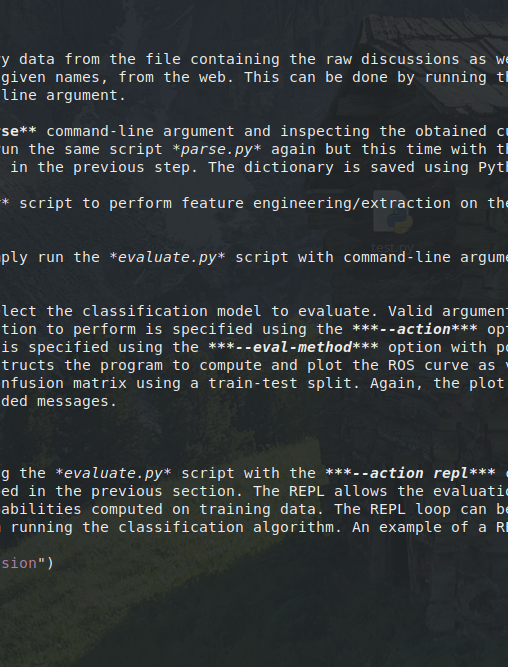 y data from the file containing the raw discussions as we
given names, from the web. This can be done by running th
line argument.
se** command-line argument and inspecting the obtained cu
un the same script *parse.py* again but this time with th
in the previous step. The dictionary is saved using Pyth
* script to perform feature engineering/extraction on the
test.py
ply run the *evaluate.py* script with command-line argume
lect the classification model to evaluate. Valid argument
tion to perform is specified using the ***--action*** opt
is specified using the ***--eval-method*** option with po
structs the program to compute and plot the ROS curve as v
nfusion matrix using a train-test split. Again, the plot
ded messages.
g the *evaluate.py* script with the ***--action repl*** c
ed in the previous section. The REPL allows the evaluatio
abilities computed on training data. The REPL loop can be
running the classification algorithm. An example of a RE
sion")